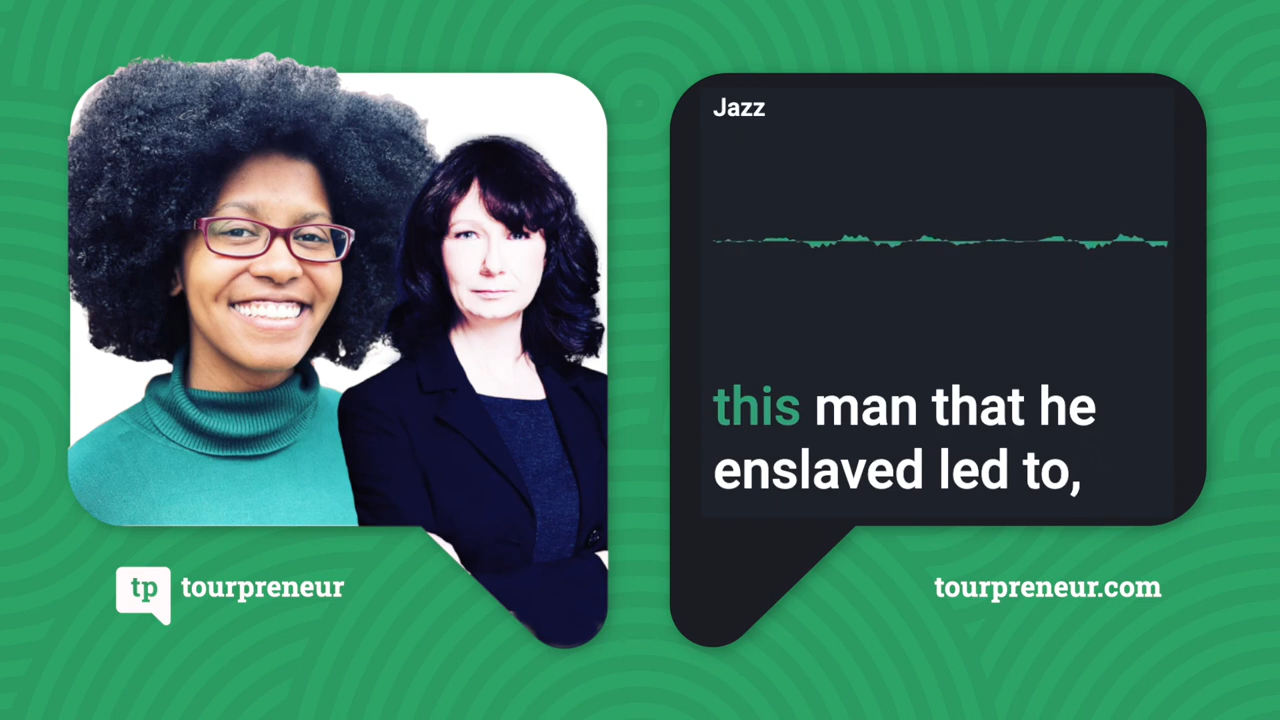 Jazz
this man that he
enslaved led to,
tp tourpreneur
tourpreneur.com